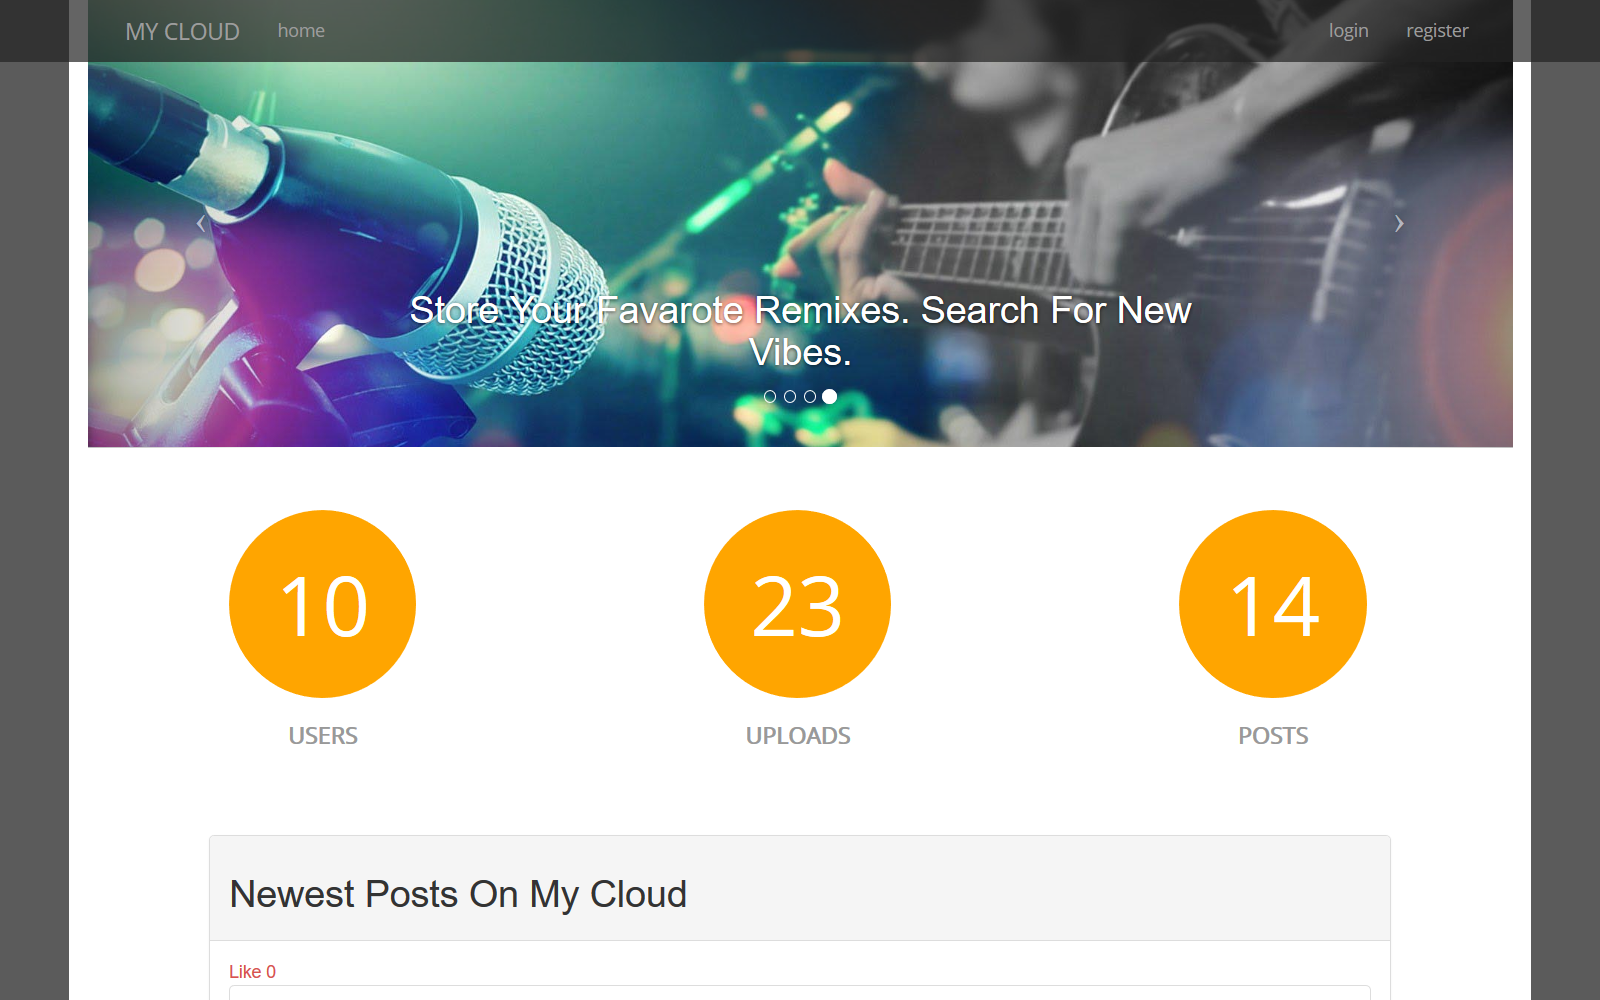 MY CLOUD home login register
Store Your Favarote Remixes. Search For New
Vibes.
10 23 14
USERS UPLOADS POSTS
Newest Posts On My Cloud
Like 0